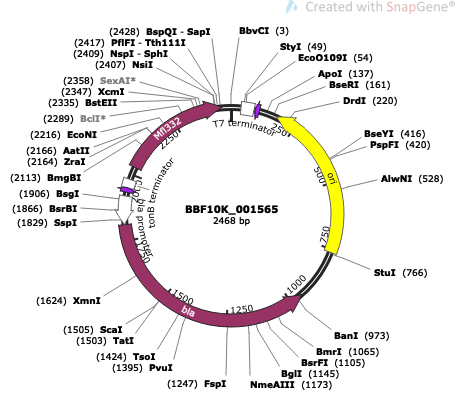 Created with SnapGene®
(2428) BspQI - SapI
(2417) PflFI - Tth111I
(2409) NspI - SphI
(2407) NsiI
(2358) SexAI*
(2347) XcmI
(2335) BstEII
(2289) BclI*
(2216) EcoNI
(2166) AatII
(2164) ZraI
(2113) BmgBI
(1906) BsgI
(1866) BsrBI
(1829) SspI
(1624) XmnI
(1505) ScaI
(1503) TatI
(1424) TsoI
(1395) PvuI
(1247) FspI
BbvCI (3)
StyI (49)
EcoO109I (54)
ApoI (137)
BseRI (161)
DrdI (220)
BseYI (416)
PspFI (420)
AlwNI (528)
StuI (766)
BanI (973)
BmrI (1065)
BsrFI (1105)
BglI (1145)
NmeAIII (1173)
T7 terminator
Mfl332
tonB terminator
bla promoter
bla
ori
250
500
750
1000
1250
1500
1750
2250
BBF10K_001565
2468 bp